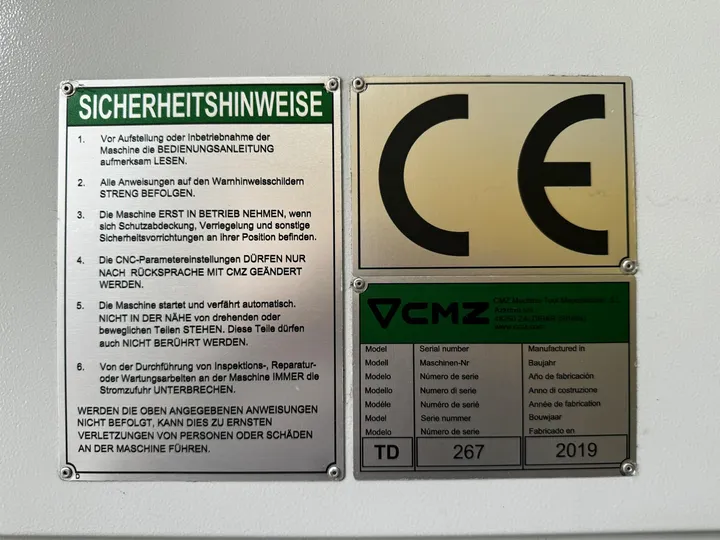 SICHERHEITSHINWEISE
1. Vor Aufstellung oder Inbetriebnahme der
Maschine die BEDIENUNGSANLEITUNG
aufmerksam LESEN.
2. Alle Anweisungen auf den Warnhinweisschildern
STRENG BEFOLGEN.
3. Die Maschine ERST IN BETRIEB NEHMEN, wenn
sich Schutzabdeckung, Verriegelung und sonstige
Sicherheitsvorrichtungen an ihrer Position befinden.
4. Die CNC-Parametereinstellungen DÜRFEN NUR
NACH RÜCKSPRACHE MIT CMZ GEÄNDERT
WERDEN.
5. Die Maschine startet und verfährt automatisch.
NICHT IN DER NÄHE von drehenden oder
beweglichen Teilen STEHEN. Diese Teile dürfen
auch NICHT BERÜHRT WERDEN.
6. Von der Durchführung von Inspektions-, Reparatur-
oder Wartungsarbeiten an der Maschine IMMER die
Stromzufuhr UNTERBRECHEN.
WERDEN DIE OBEN ANGEGEBENEN ANWEISUNGEN
NICHT BEFOLGT, KANN DIES ZU ERNSTEN
VERLETZUNGEN VON PERSONEN ODER SCHÄDEN
AN DER MASCHINE FÜHREN.
CE
CMZ
CMZ Machine Tool
Model Serial number Manufactured in
Modell Maschinen-Nr Baujahr
Modelo Número de serie Año de fabricación
Modello Numero di serie Anno di costruzione
Modéle Numéro de serié Année de fabrication
Model Serie nummer Bouwjaar
Modelo Número de serie Fabricado en
TD 267 2019